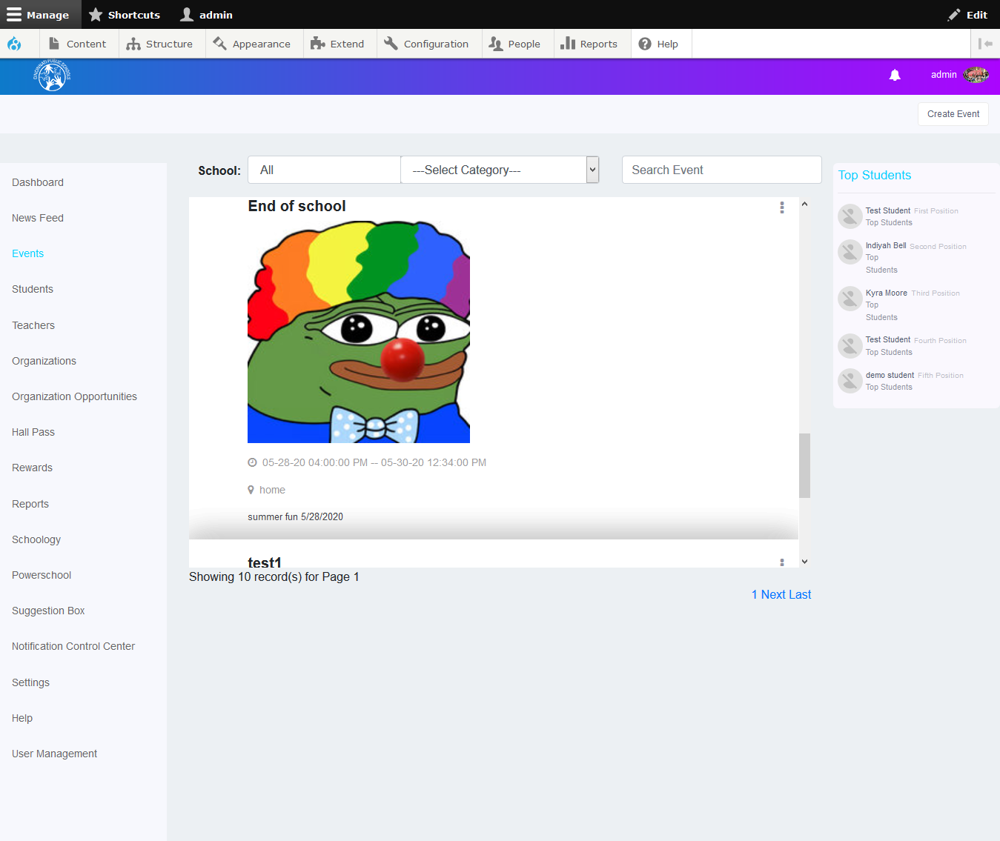 Manage Shortcuts admin Edit
Content Structure Appearance Extend Configuration People Reports Help
CINCINNATI PUBLIC SCHOOLS
admin
Create Event
School: All ---Select Category--- Search Event
Dashboard
News Feed
Events
Students
Teachers
Organizations
Organization Opportunities
Hall Pass
Rewards
Reports
Schoology
Powerschool
Suggestion Box
Notification Control Center
Settings
Help
User Management
End of school
05-28-20 04:00:00 PM -- 05-30-20 12:34:00 PM
home
summer fun 5/28/2020
test1
Showing 10 record(s) for Page 1
1 Next Last
Top Students
Test Student First Position
Top Students
Indiyah Bell Second Position
Top
Students
Kyra Moore Third Position
Top
Students
Test Student Fourth Position
Top Students
demo student Fifth Position
Top Students